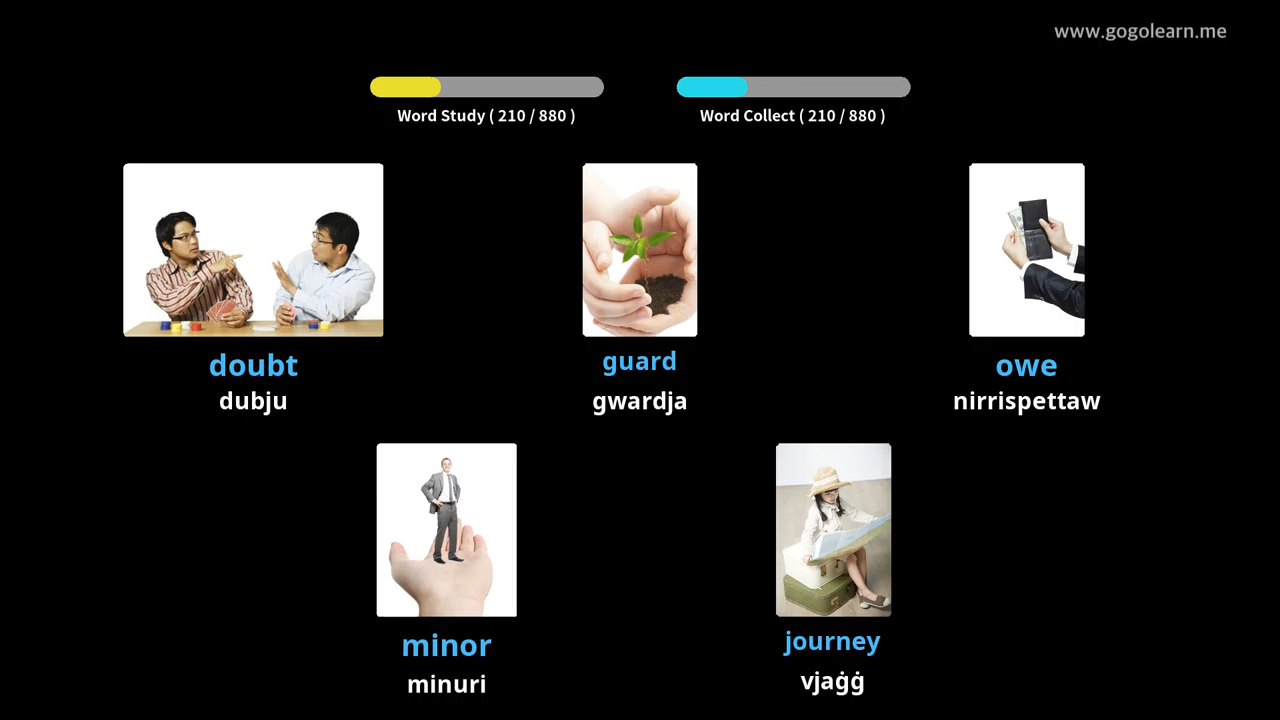 www.gogolearn.me
Word Study ( 210 / 880 )
Word Collect ( 210 / 880 )
doubt
dubju
guard
gwardja
owe
nirrispettaw
minor
minuri
journey
vjaġġ